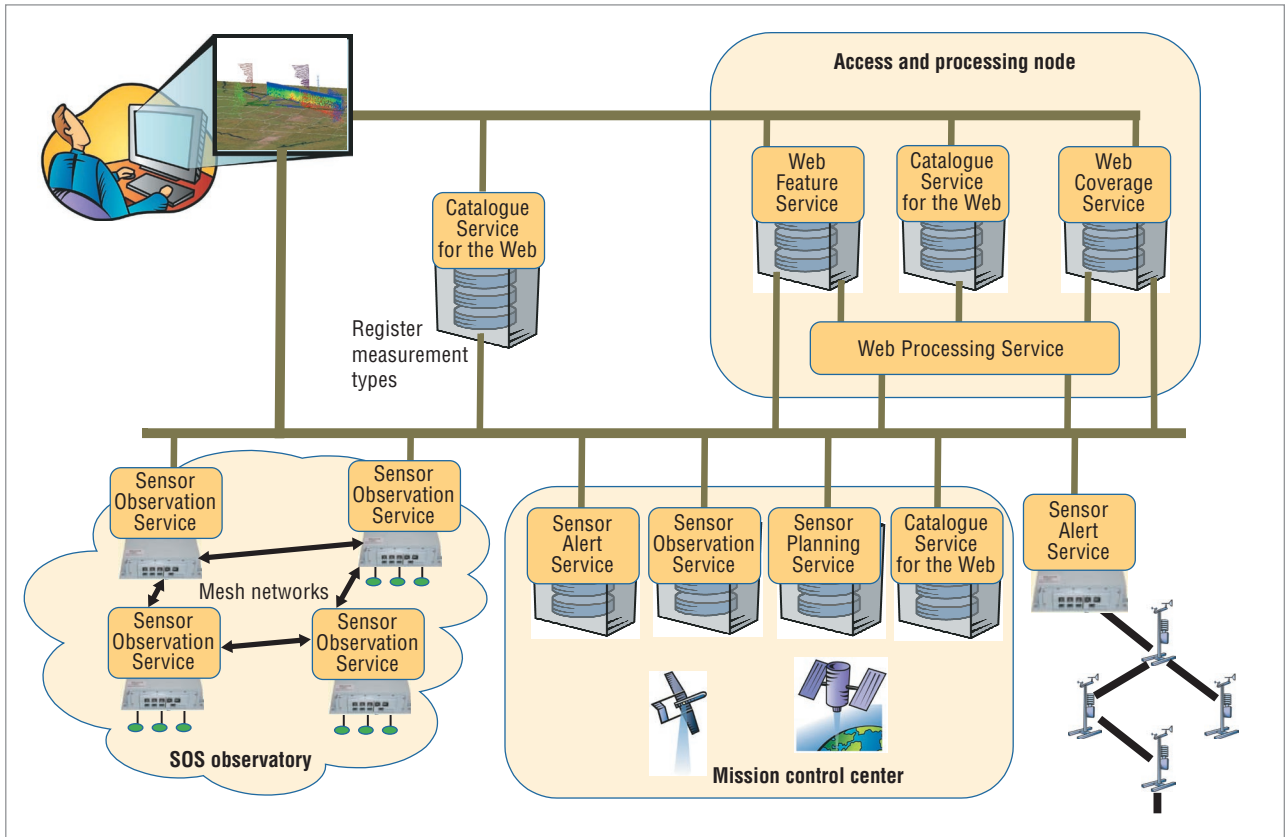 Access and processing node
Web
Feature
Service
Catalogue
Service
for the Web
Web
Coverage
Service
Catalogue
Service
for the Web
Web Processing Service
Register
measurement
types
Sensor
Observation
Service
Sensor
Observation
Service
Mesh networks
Sensor
Observation
Service
Sensor
Observation
Service
SOS observatory
Sensor
Alert
Service
Sensor
Observation
Service
Sensor
Planning
Service
Catalogue
Service
for the Web
Mission control center
Sensor
Alert
Service